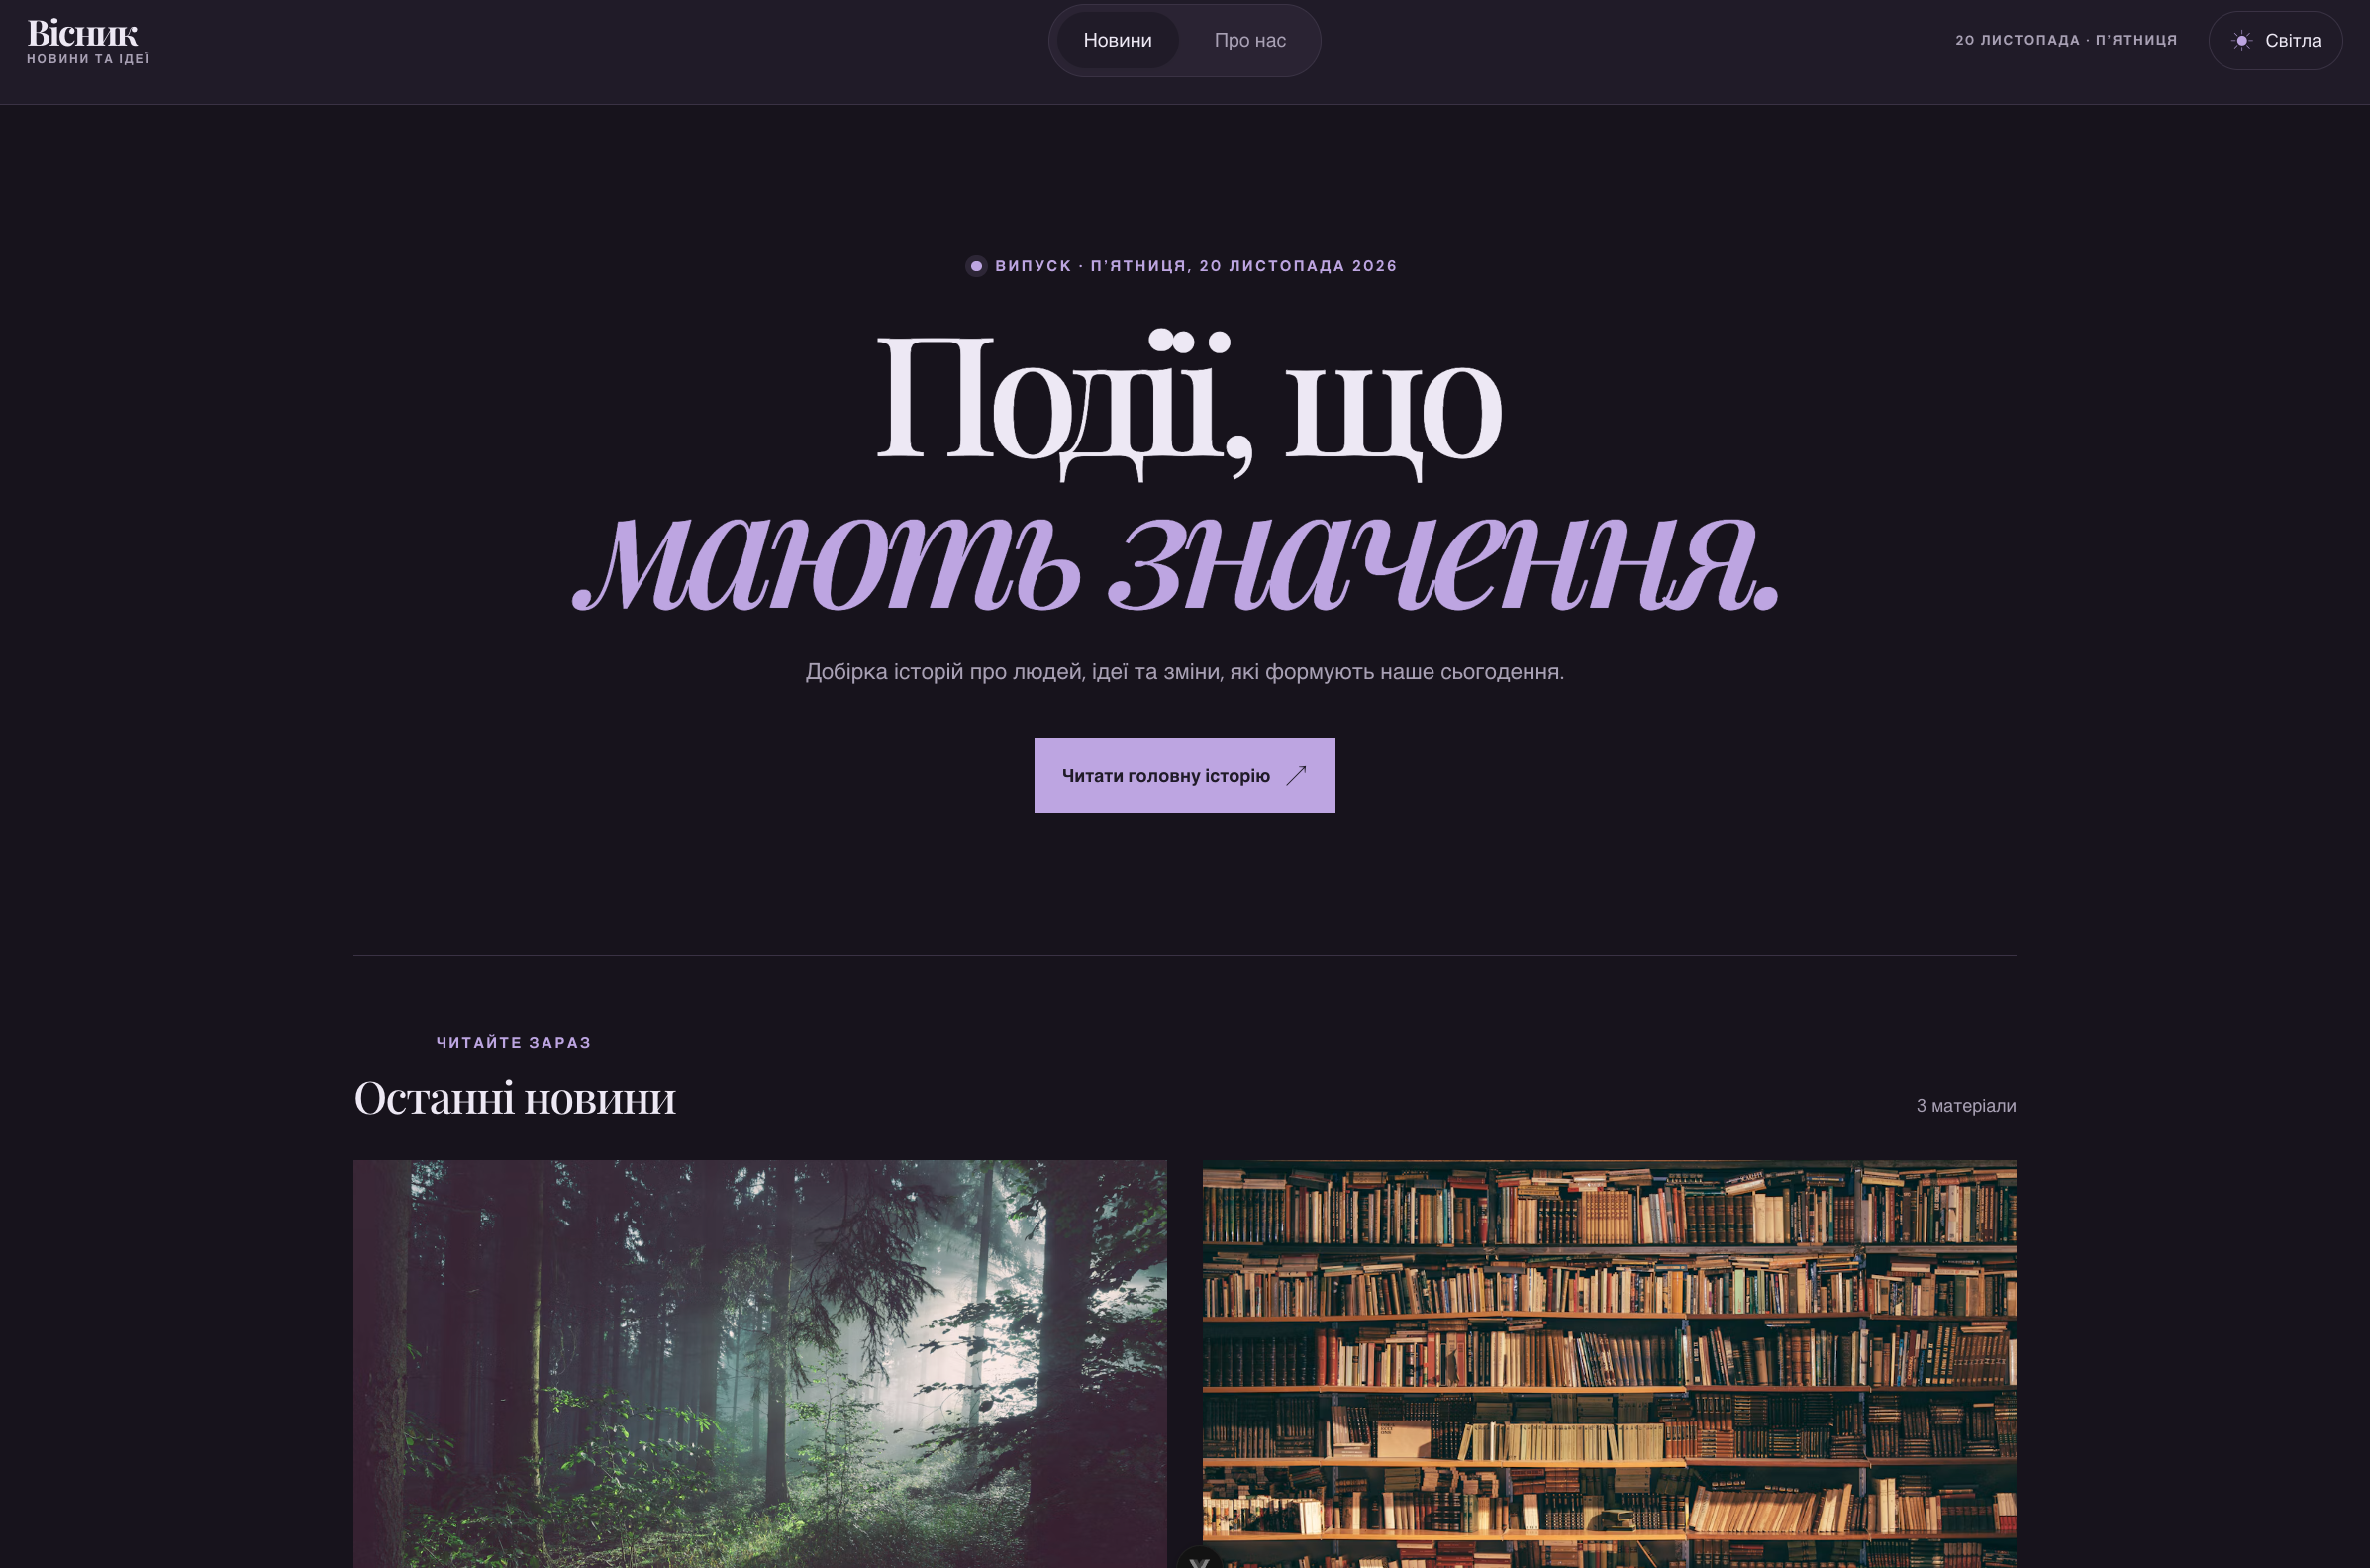 Вісник
НОВИНИ ТА ІДЕЇ
Новини
Про нас
20 ЛИСТОПАДА · П'ЯТНИЦЯ
Світла
ВИПУСК · П'ЯТНИЦЯ, 20 ЛИСТОПАДА 2026
Події, що
мають значення.
Добірка історій про людей, ідеї та зміни, які формують наше сьогодення.
Читати головну історію
ЧИТАЙТЕ ЗАРАЗ
Останні новини
3 матеріали